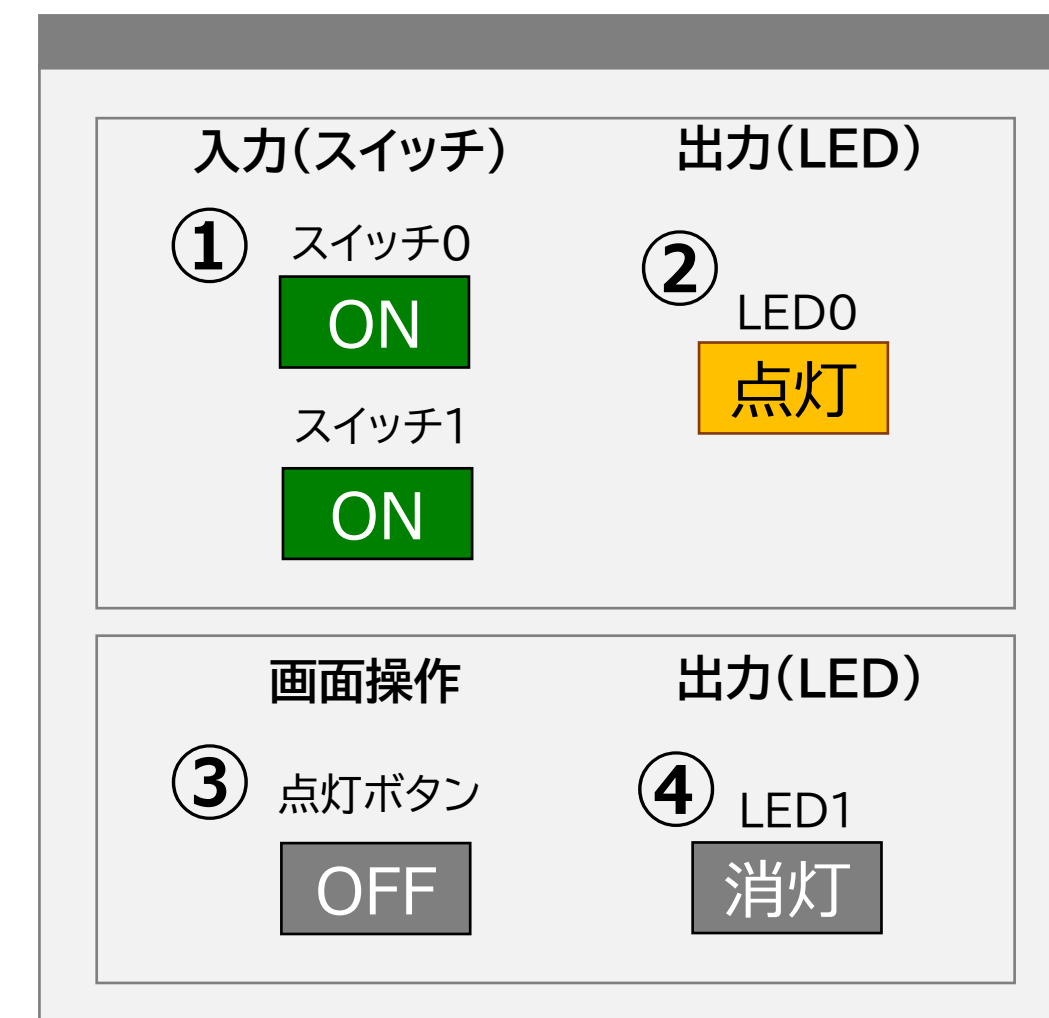 入力(スイッチ)
出力(LED)
①
スイッチ0
ON
②
LED0
点灯
スイッチ1
ON
画面操作
出力(LED)
③
点灯ボタン
OFF
④
LED1
消灯